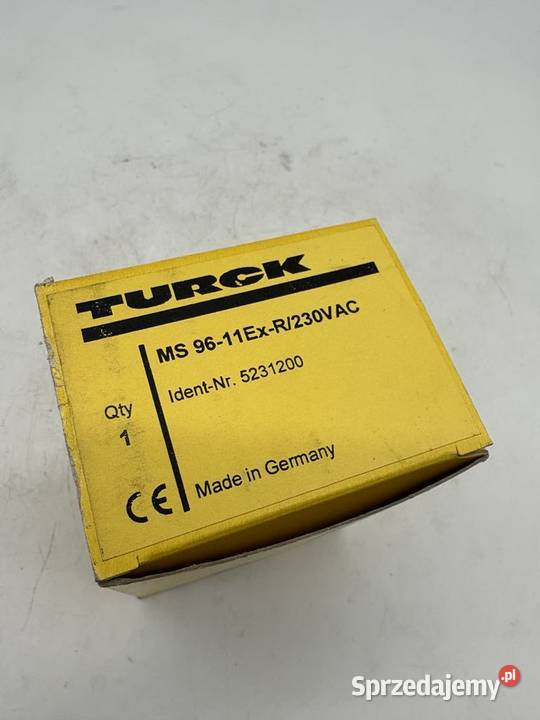 TURCK
MS 96-11Ex-R/230VAC
Ident-Nr. 5231200
Qty
1
CE
Made in Germany
Sprzedajemy.pl